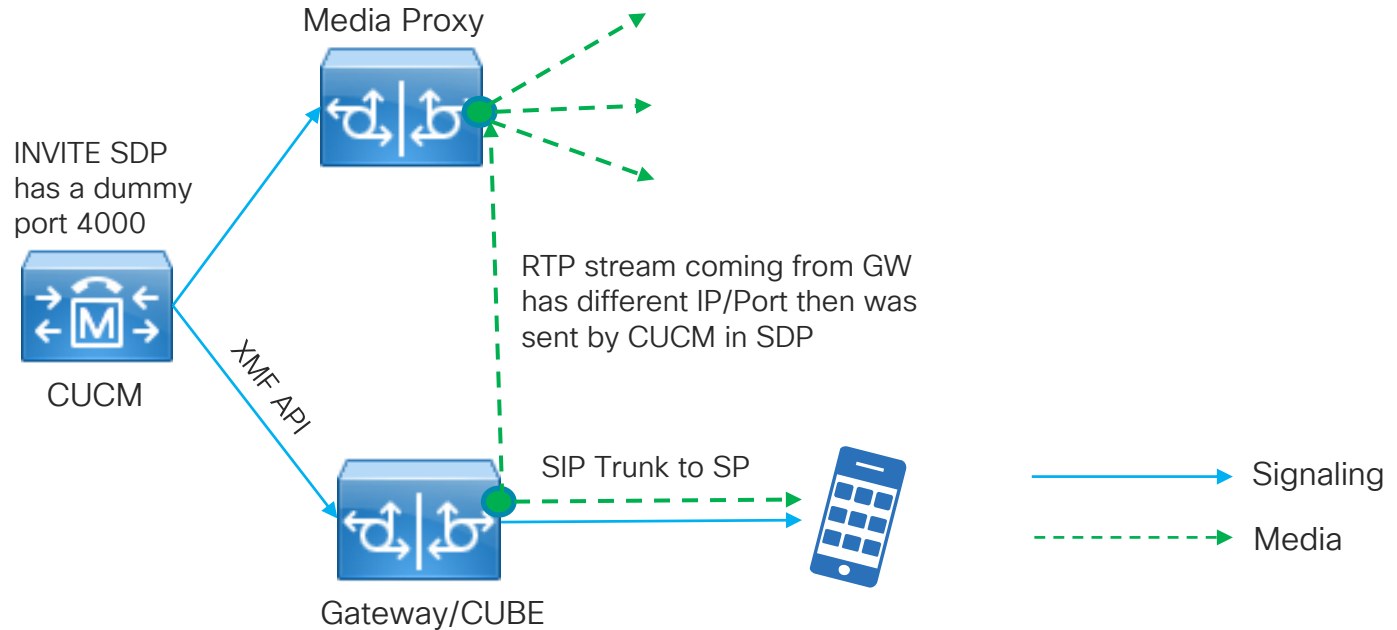 Media Proxy
INVITE SDP
has a dummy
port 4000
M
CUCM
XMF API
RTP stream coming from GW
has different IP/Port then was
sent by CUCM in SDP
SIP Trunk to SP
Gateway/CUBE
Signaling
Media